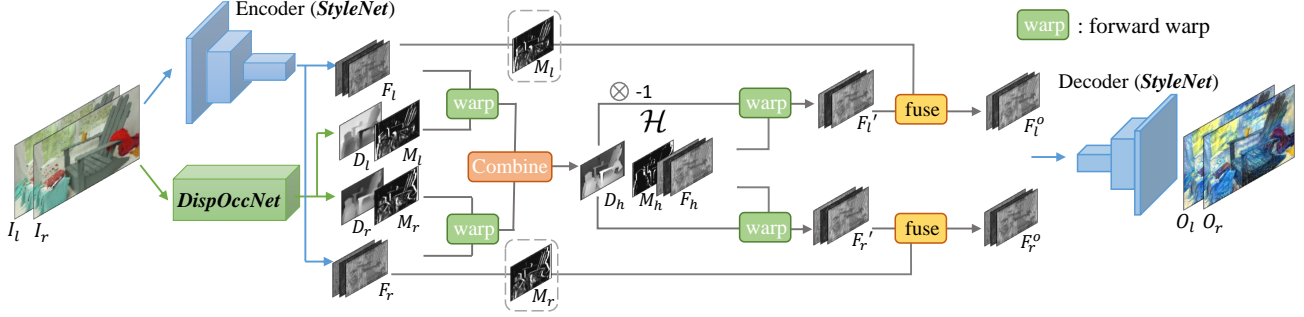 Encoder (StyleNet)
warp : forward warp
M_l
F_l
Decoder (StyleNet)
⊗ -1
warp
warp
fuse
H
F_l'
F_l^o
D_l M_l
Combine
I_l I_r
DispOccNet
D_h M_h F_h
D_r M_r
warp
warp
fuse
F_r'
F_r^o
O_l O_r
F_r
M_r